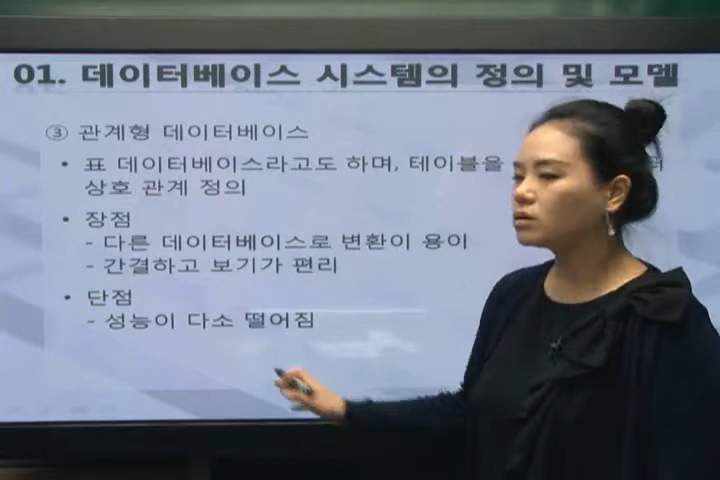 01. 데이터베이스 시스템의 정의 및 모델
③ 관계형 데이터베이스
• 표 데이터베이스라고도 하며, 테이블을
상호 관계 정의
• 장점
- 다른 데이터베이스로 변환이 용이
- 간결하고 보기가 편리
• 단점
- 성능이 다소 떨어짐